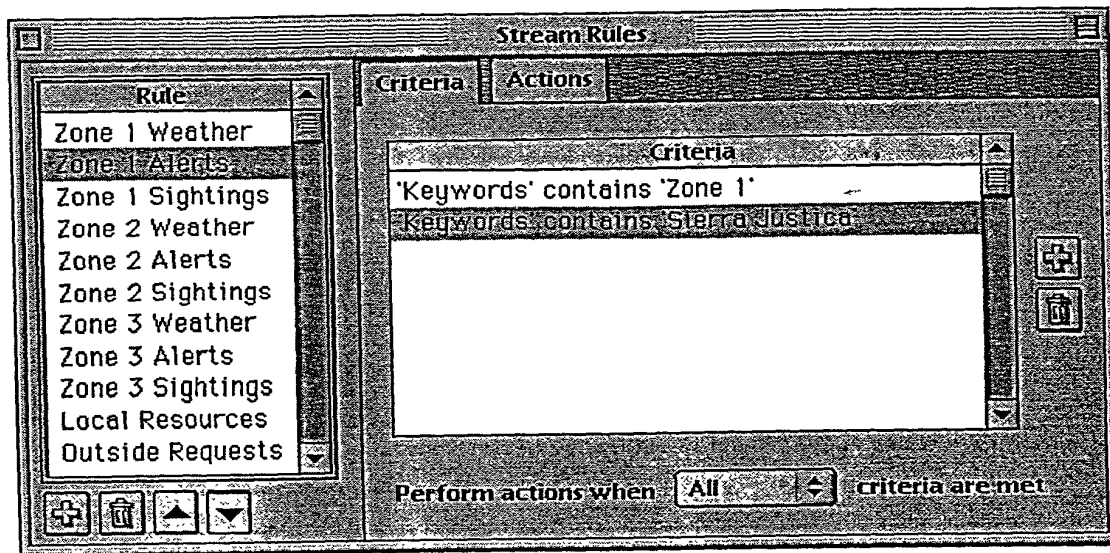 Stream Rules
Rule
Zone 1 Weather
Zone 1 Alerts
Zone 1 Sightings
Zone 2 Weather
Zone 2 Alerts
Zone 2 Sightings
Zone 3 Weather
Zone 3 Alerts
Zone 3 Sightings
Local Resources
Outside Requests
Criteria Actions
Criteria
'Keywords' contains 'Zone 1'
'Keywords' contains 'Sierra Justica'
Perform actions when All criteria are met